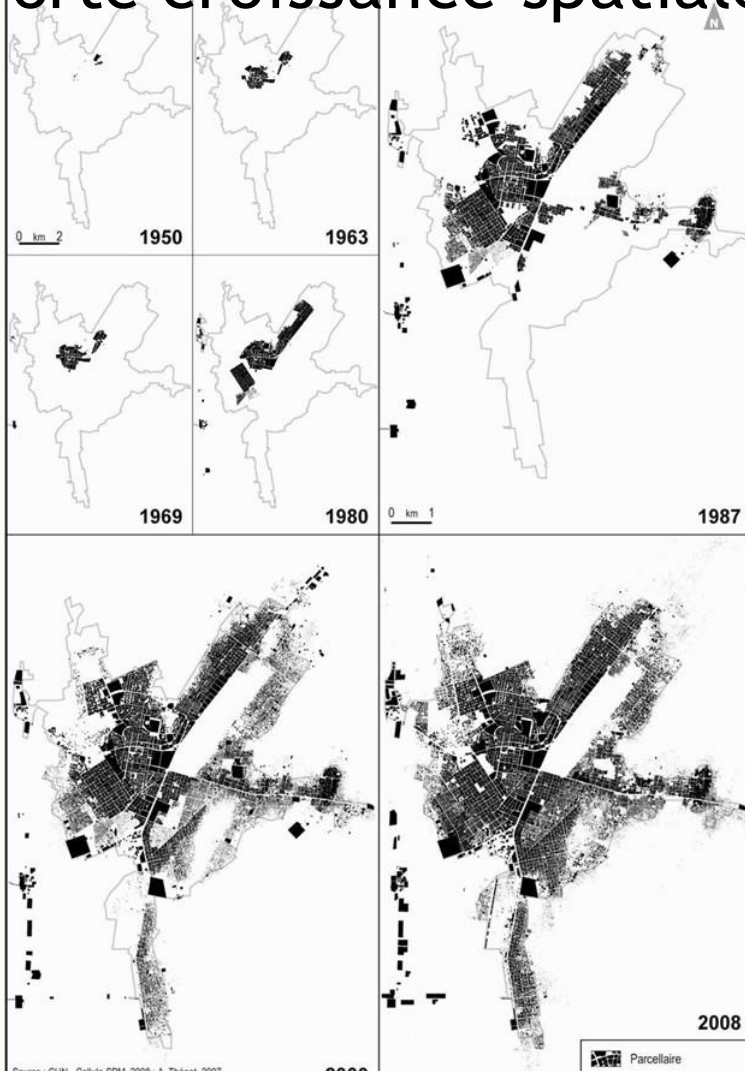 orte croissance spatiale
N
0 km 2
1950
1963
1969
1980
0 km 1
1987
2008
Parcellaire